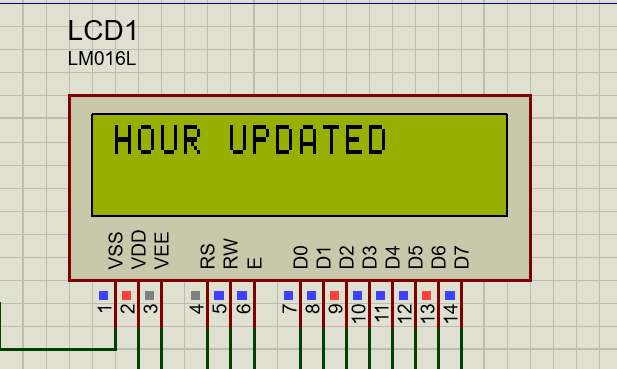 LCD1
LM016L
HOUR UPDATED
VSS VDD VEE RS RW E D0 D1 D2 D3 D4 D5 D6 D7
1 2 3 4 5 6 7 8 9 10 11 12 13 14